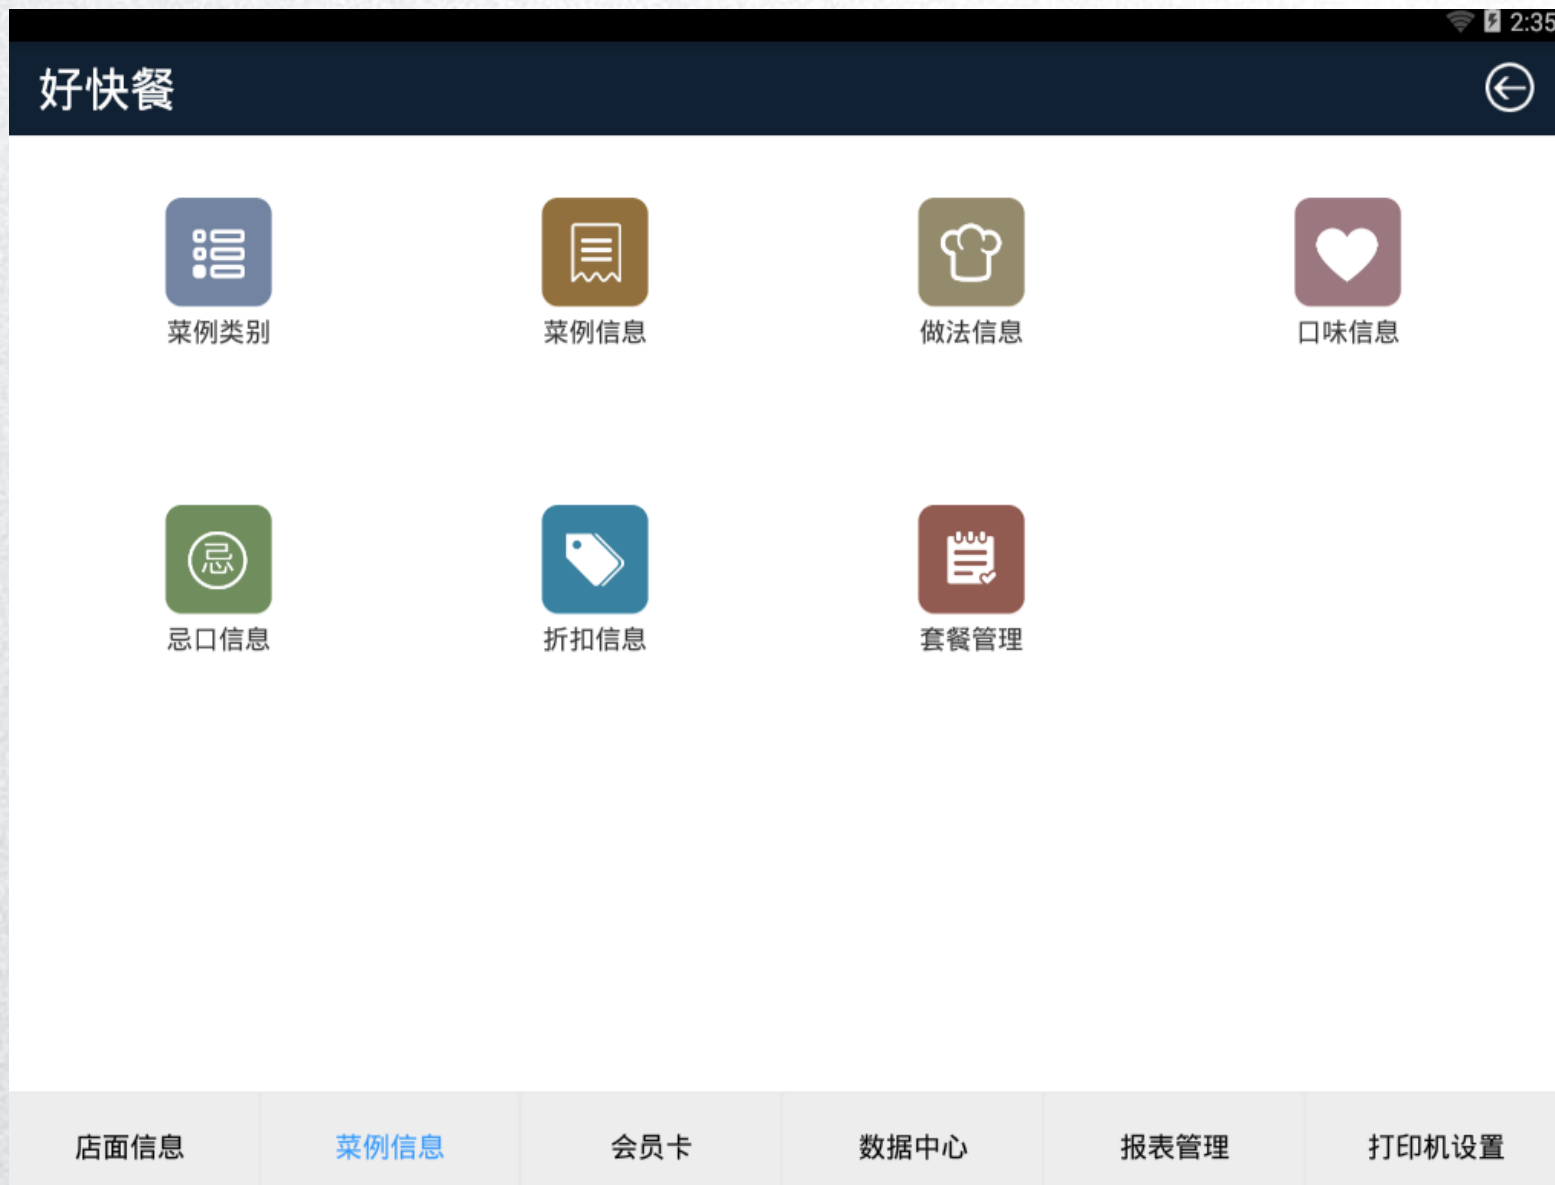 2:35
好快餐
菜例类别
菜例信息
做法信息
口味信息
忌
忌口信息
折扣信息
套餐管理
店面信息
菜例信息
会员卡
数据中心
报表管理
打印机设置